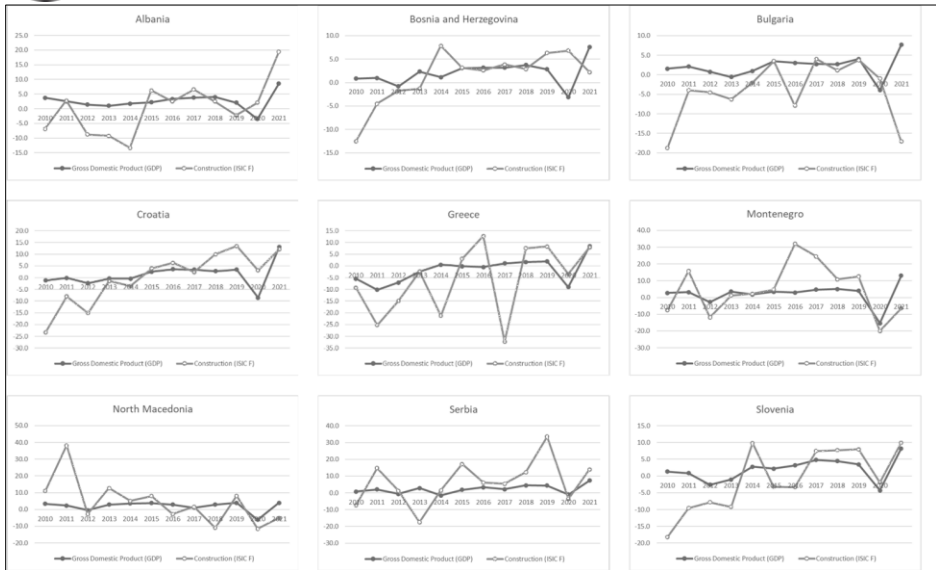 Albania
25.0
20.0
15.0
10.0
5.0
0.0
-5.0
-10.0
-15.0
2010 2011 2012 2013 2014 2015 2016 2017 2018 2019 2020 2021
Gross Domestic Product (GDP) Construction (ISIC F)
Bosnia and Herzegovina
10.0
5.0
0.0
-5.0
-10.0
-15.0
2010 2011 2012 2013 2014 2015 2016 2017 2018 2019 2020 2021
Gross Domestic Product (GDP) Construction (ISIC F)
Bulgaria
10.0
5.0
0.0
-5.0
-10.0
-15.0
-20.0
2010 2011 2012 2013 2014 2015 2016 2017 2018 2019 2020 2021
Gross Domestic Product (GDP) Construction (ISIC F)
Croatia
20.0
15.0
10.0
5.0
0.0
-5.0
-10.0
-15.0
-20.0
-25.0
-30.0
2010 2011 2012 2013 2014 2015 2016 2017 2018 2019 2020 2021
Gross Domestic Product (GDP) Construction (ISIC F)
Greece
15.0
10.0
5.0
0.0
-5.0
-10.0
-15.0
-20.0
-25.0
-30.0
-35.0
2010 2011 2012 2013 2014 2015 2016 2017 2018 2019 2020 2021
Gross Domestic Product (GDP) Construction (ISIC F)
Montenegro
40.0
30.0
20.0
10.0
0.0
-10.0
-20.0
-30.0
2010 2011 2012 2013 2014 2015 2016 2017 2018 2019 2020 2021
Gross Domestic Product (GDP) Construction (ISIC F)
North Macedonia
50.0
40.0
30.0
20.0
10.0
0.0
-10.0
-20.0
2010 2011 2012 2013 2014 2015 2016 2017 2018 2019 2020 2021
Gross Domestic Product (GDP) Construction (ISIC F)
Serbia
40.0
30.0
20.0
10.0
0.0
-10.0
-20.0
-30.0
2010 2011 2012 2013 2014 2015 2016 2017 2018 2019 2020 2021
Gross Domestic Product (GDP) Construction (ISIC F)
Slovenia
15.0
10.0
5.0
0.0
-5.0
-10.0
-15.0
-20.0
2010 2011 2012 2013 2014 2015 2016 2017 2018 2019 2020 2021
Gross Domestic Product (GDP) Construction (ISIC F)